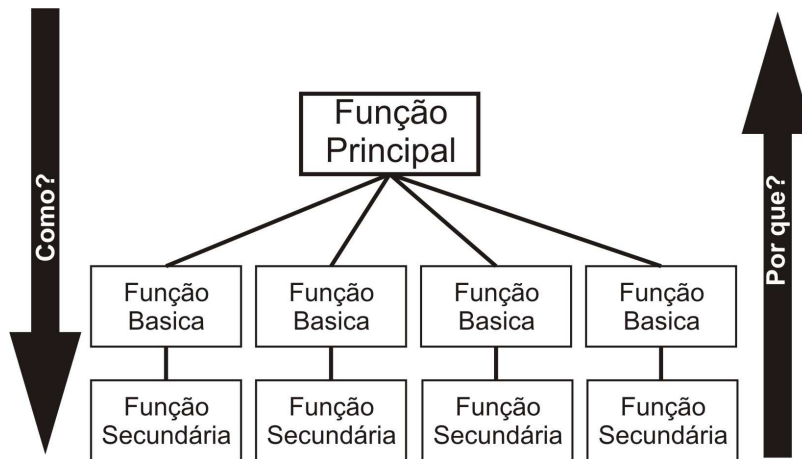 Como?
Função
Principal
Por que?
Função
Basica
Função
Basica
Função
Basica
Função
Basica
Função
Secundária
Função
Secundária
Função
Secundária
Função
Secundária